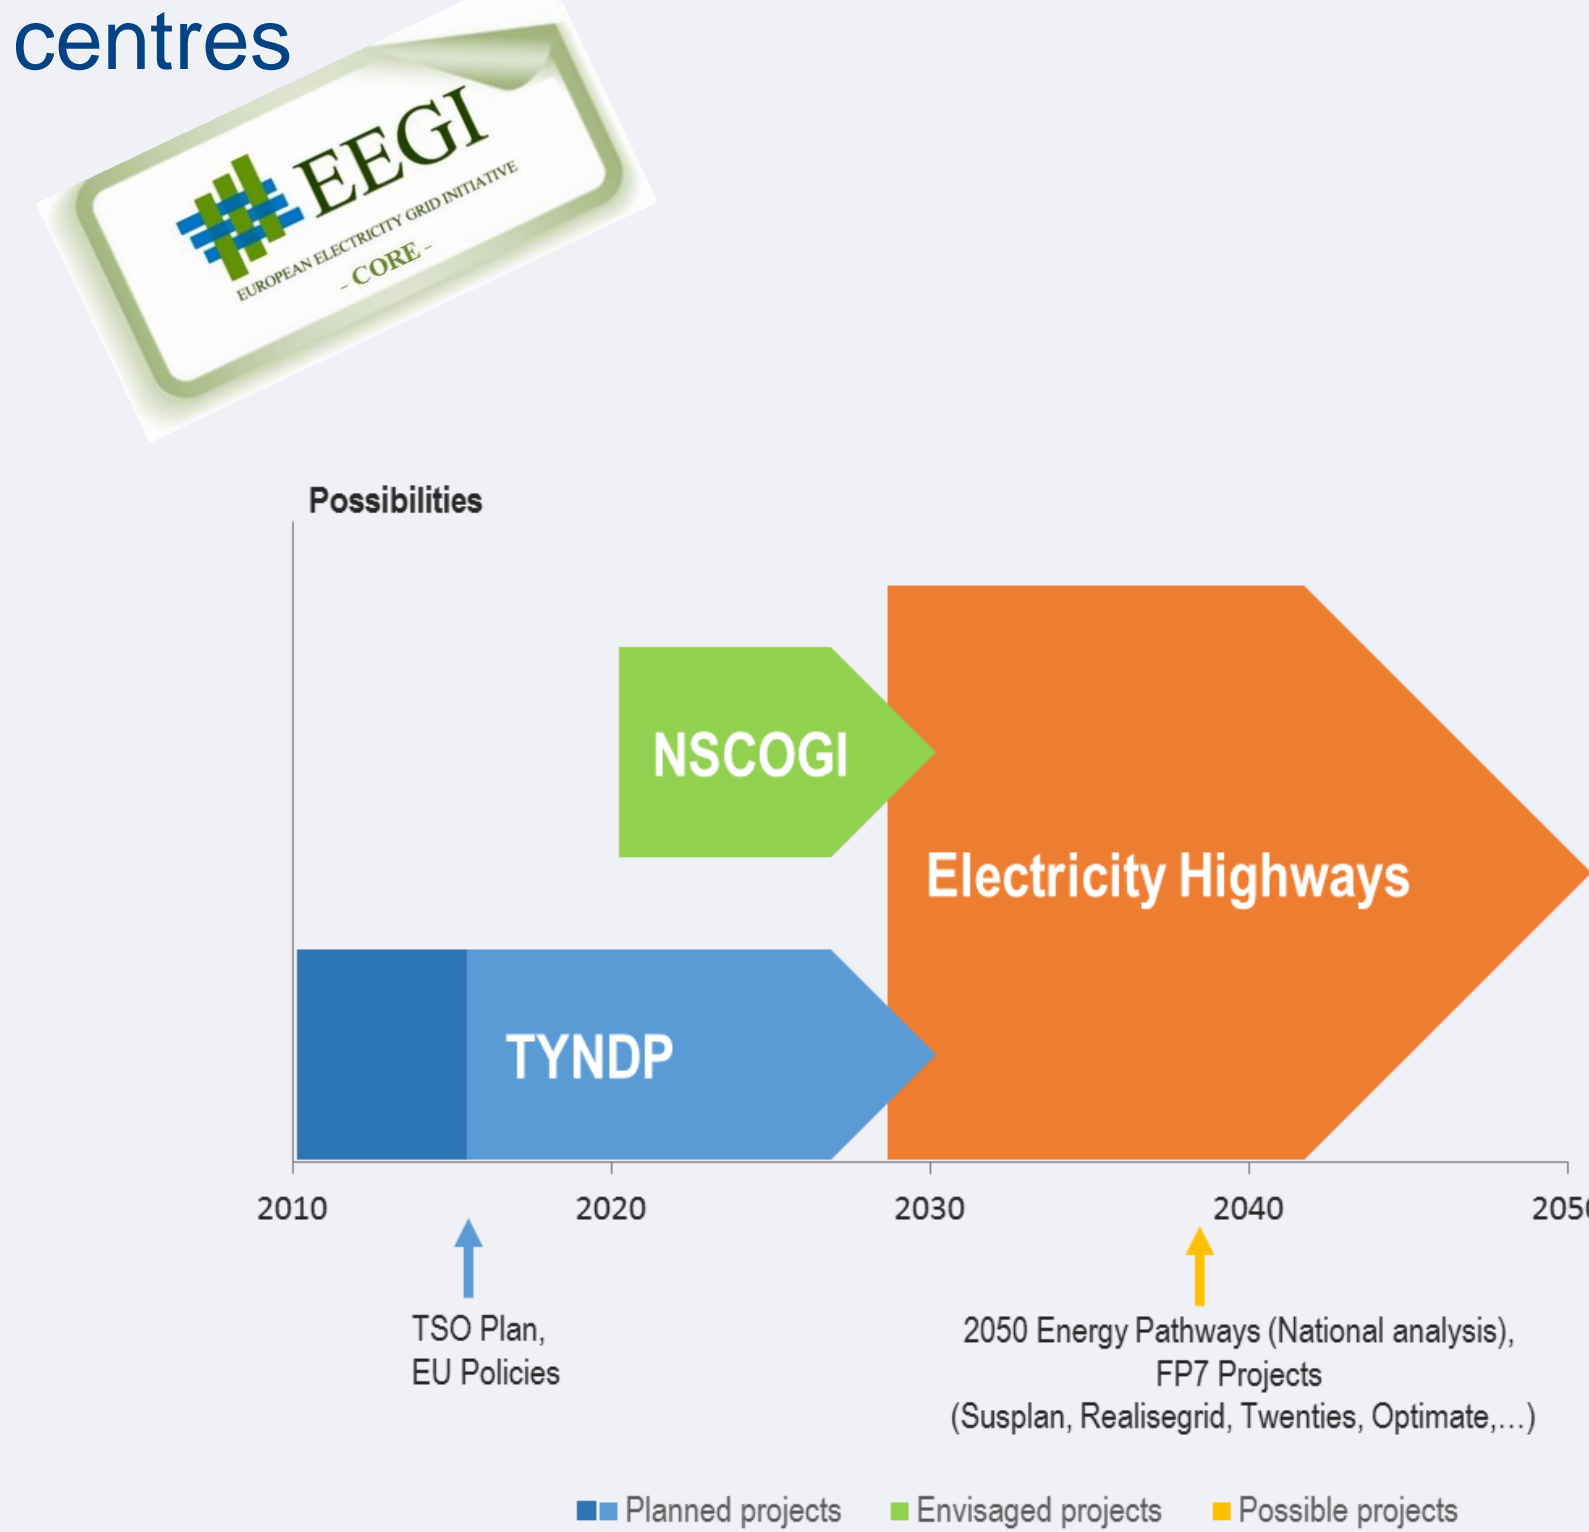 centres
EEGI
EUROPEAN ELECTRICITY GRID INITIATIVE
- CORE -
Possibilities
NSCOGI
Electricity Highways
TYNDP
2010 2020 2030 2040 2050
TSO Plan,
EU Policies
2050 Energy Pathways (National analysis),
FP7 Projects
(Susplan, Realisegrid, Twenties, Optimate,...)
Planned projects Envisaged projects Possible projects